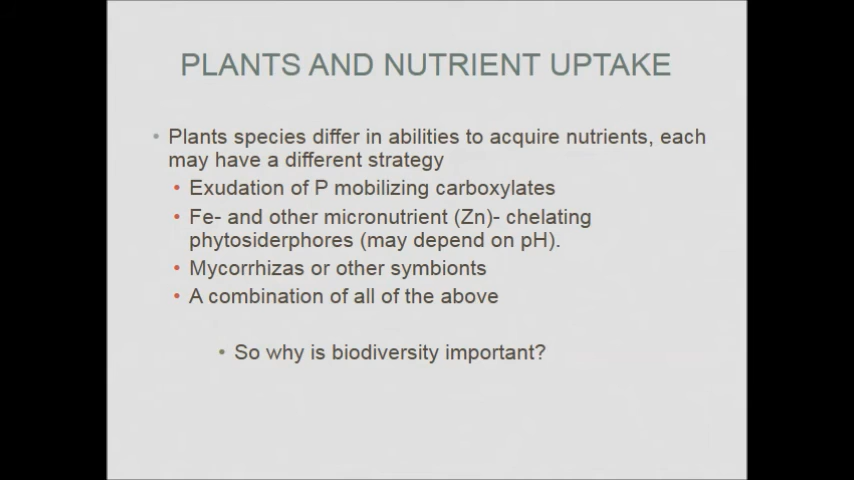 PLANTS AND NUTRIENT UPTAKE
• Plants species differ in abilities to acquire nutrients, each
may have a different strategy
• Exudation of P mobilizing carboxylates
• Fe- and other micronutrient (Zn)- chelating
phytosiderphores (may depend on pH).
• Mycorrhizas or other symbionts
• A combination of all of the above
• So why is biodiversity important?